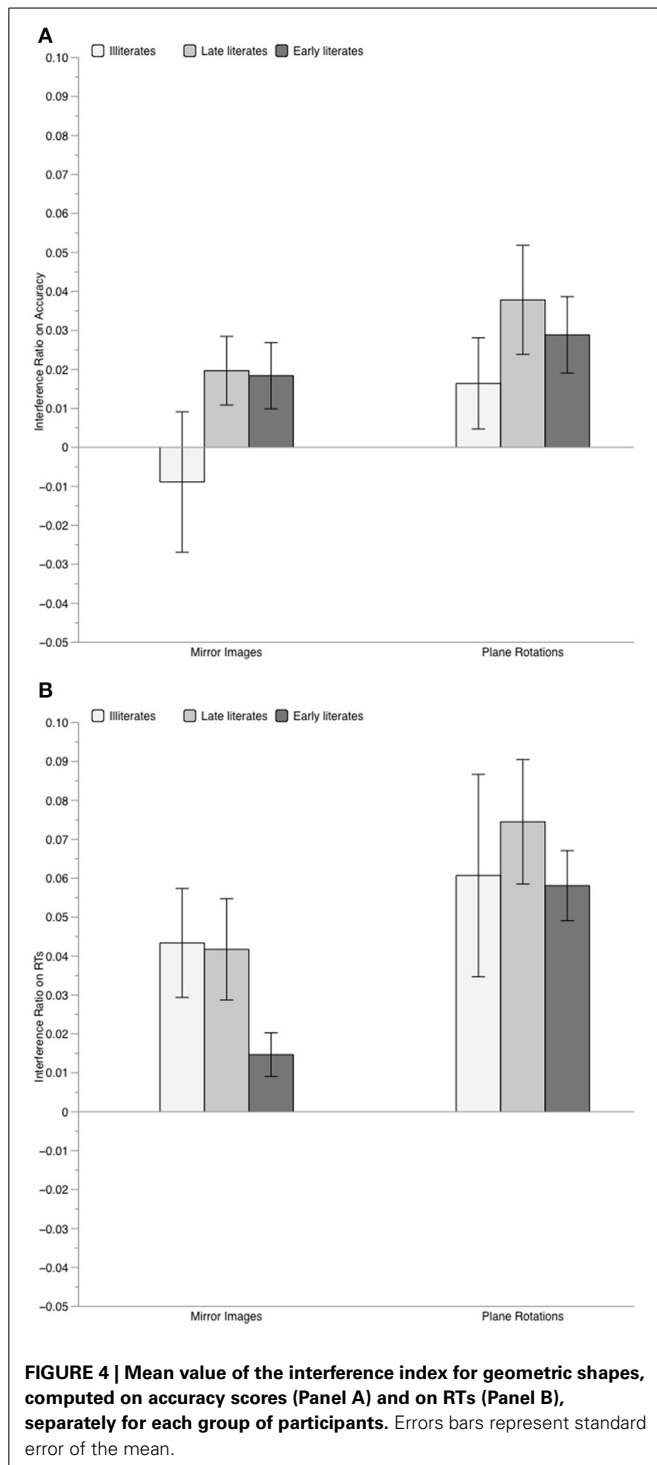 A
Illiterates Late literates Early literates
0.10
0.09
0.08
0.07
0.06
0.05
0.04
0.03
0.02
0.01
0
−0.01
−0.02
−0.03
−0.04
−0.05
Interference Ratio on Accuracy
Mirror Images Plane Rotations
B
Illiterates Late literates Early literates
0.10
0.09
0.08
0.07
0.06
0.05
0.04
0.03
0.02
0.01
0
−0.01
−0.02
−0.03
−0.04
−0.05
Interference Ratio on RTs
Mirror Images Plane Rotations
FIGURE 4 | Mean value of the interference index for geometric shapes,
computed on accuracy scores (Panel A) and on RTs (Panel B),
separately for each group of participants. Errors bars represent standard
error of the mean.